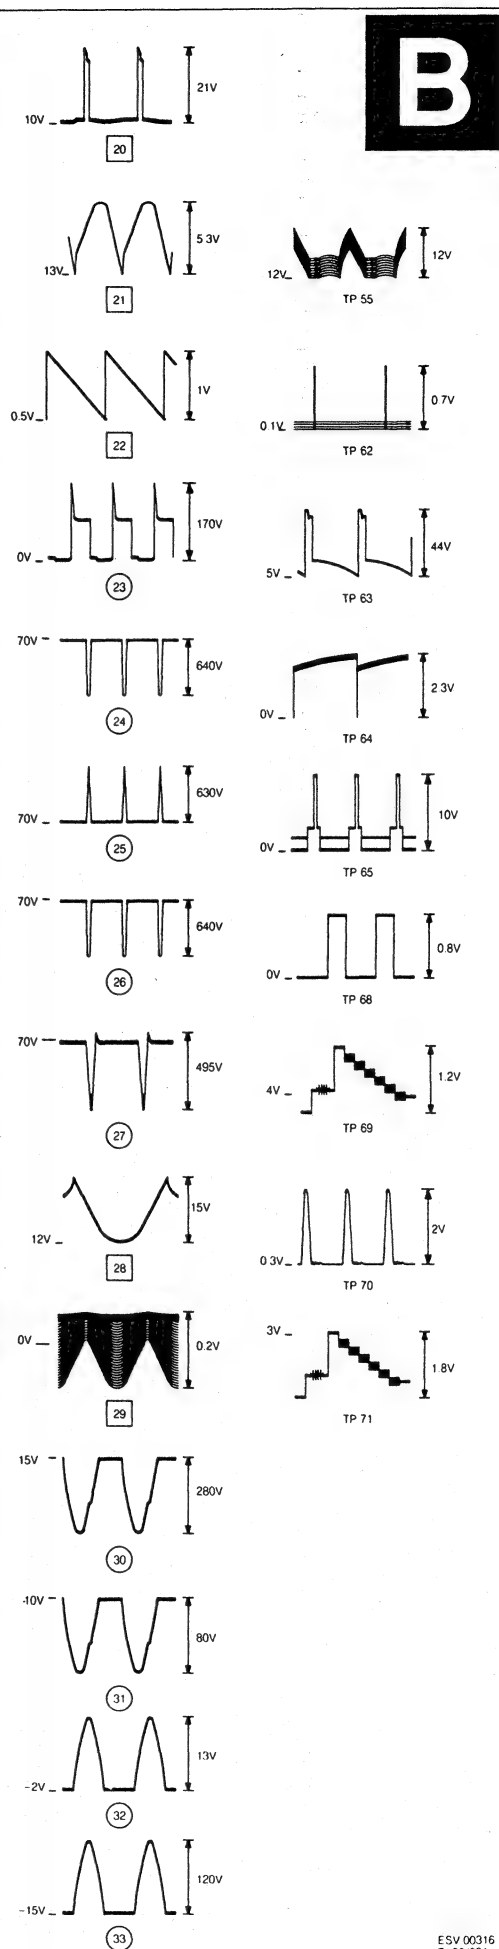 B
21V
10V
20
5 3V
13V
21
12V
12V
TP 55
1V
0.5V
22
0 7V
0 1V
TP 62
170V
0V
23
44V
5V
TP 63
70V
640V
24
2 3V
0V
TP 64
630V
70V
25
10V
0V
TP 65
70V
640V
26
0.8V
0V
TP 68
70V
495V
27
1.2V
4V
TP 69
15V
12V
28
2V
0 3V
TP 70
0V
0.2V
29
3V
1.8V
TP 71
15V
280V
30
-10V
80V
31
13V
-2V
32
120V
-15V
33
ESV 00316